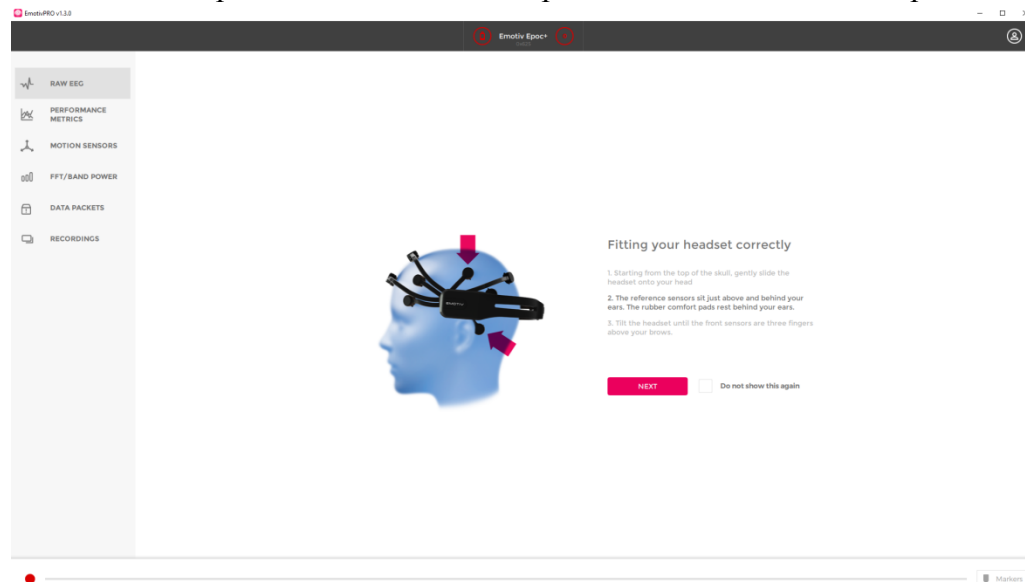 EmotivPRO v1.3.0
Emotiv Epoc+
RAW EEG
PERFORMANCE
METRICS
MOTION SENSORS
FFT/BAND POWER
DATA PACKETS
RECORDINGS
EMOTIV
Fitting your headset correctly
1. Starting from the top of the skull, gently slide the
headset onto your head
2. The reference sensors sit just above and behind your
ears. The rubber comfort pads rest behind your ears.
3. Tilt the headset until the front sensors are three fingers
above your brows.
NEXT
Do not show this again
Markers